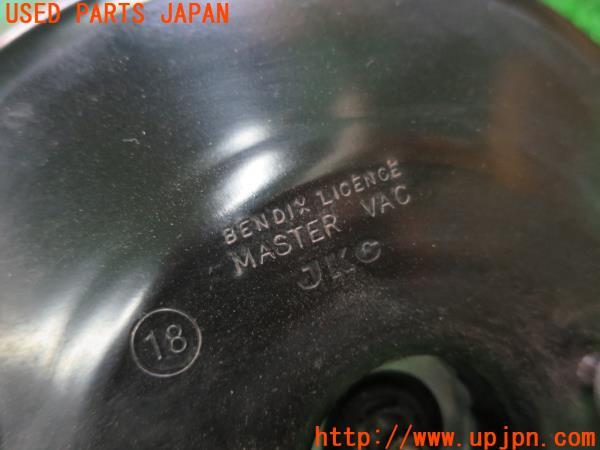 USED PARTS JAPAN
BENDIX LICENCE
MASTER VAC
JKC
18
http://www.upjpn.com